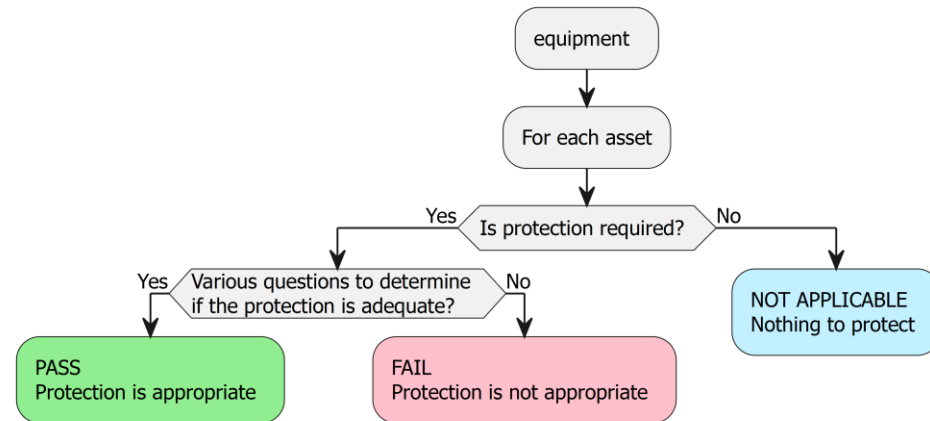 equipment
For each asset
Yes
Is protection required?
No
Yes
Various questions to determine
if the protection is adequate?
No
NOT APPLICABLE
Nothing to protect
PASS
Protection is appropriate
FAIL
Protection is not appropriate